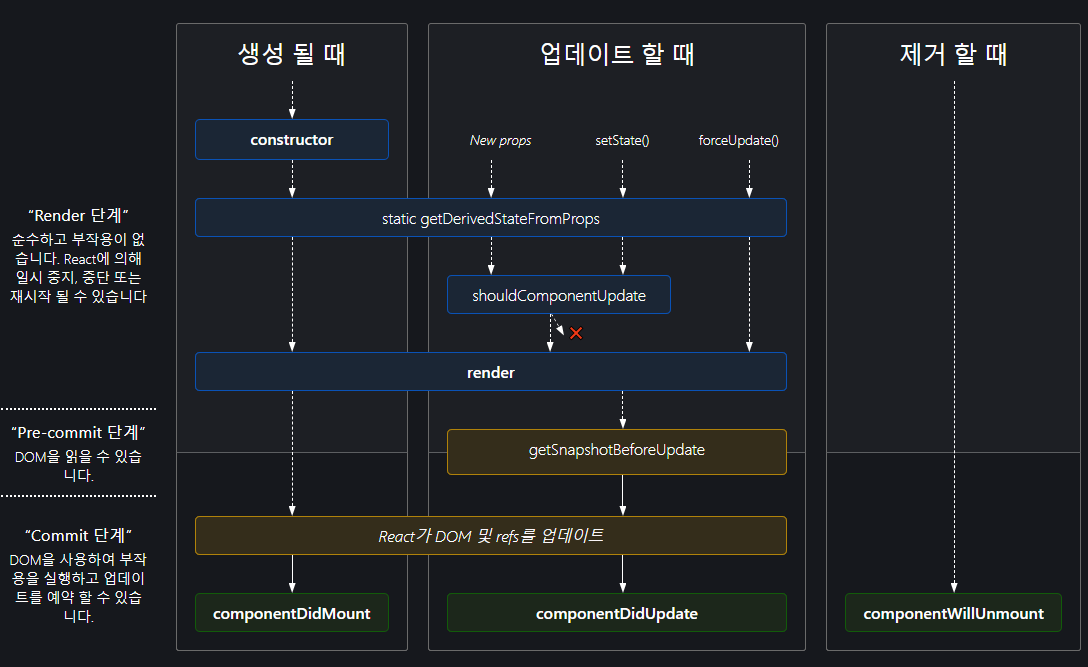 생성 될 때
업데이트 할 때
제거 할 때
constructor
New props
setState()
forceUpdate()
“Render 단계”
순수하고 부작용이 없
습니다. React에 의해
일시 중지, 중단 또는
재시작 될 수 있습니다
static getDerivedStateFromProps
shouldComponentUpdate
render
“Pre-commit 단계”
DOM을 읽을 수 있습
니다.
getSnapshotBeforeUpdate
“Commit 단계”
DOM을 사용하여 부작
용을 실행하고 업데이
트를 예약 할 수 있습
니다.
React가 DOM 및 refs를 업데이트
componentDidMount
componentDidUpdate
componentWillUnmount